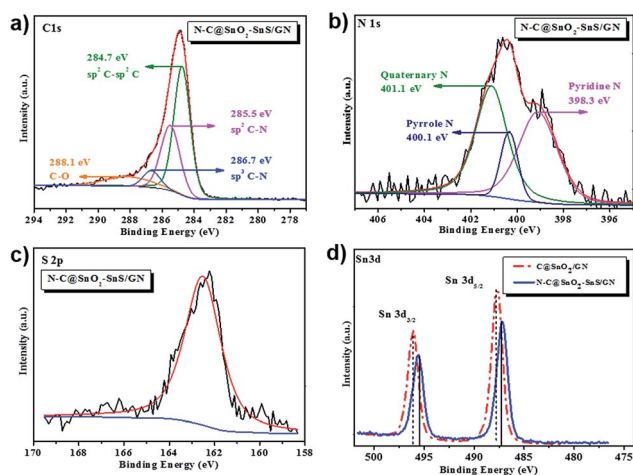 a)
C1s
N-C@SnO2-SnS/GN
284.7 eV
sp2 C-sp2 C
285.5 eV
sp2 C-N
288.1 eV
C-O
286.7 eV
sp3 C-N
Intensity (a.u.)
294 292 290 288 286 284 282 280 278
Binding Energy (eV)
b)
N 1s
N-C@SnO2-SnS/GN
Quaternary N
401.1 eV
Pyridine N
398.3 eV
Pyrrole N
400.1 eV
Intensity (a.u.)
406 404 402 400 398 396
Binding Energy (eV)
c)
S 2p
N-C@SnO2-SnS/GN
Intensity (a.u.)
170 168 166 164 162 160 158
Binding Energy (eV)
d)
Sn3d
C@SnO2/GN
N-C@SnO2-SnS/GN
Sn 3d5/2
Sn 3d3/2
Intensity (a.u.)
500 495 490 485 480 475
Binding Energy (eV)